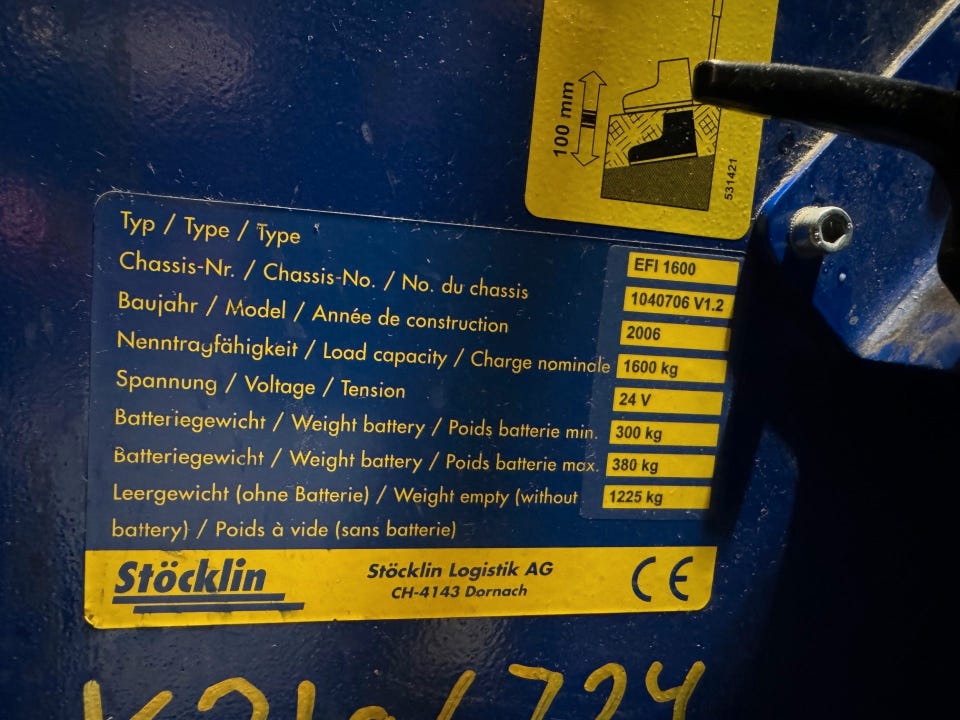 100 mm
531421
Typ / Type / Type EFI 1600
Chassis-Nr. / Chassis-No. / No. du chassis 1040706 V1.2
Baujahr / Model / Année de construction 2006
Nenntragfähigkeit / Load capacity / Charge nominale 1600 kg
Spannung / Voltage / Tension 24 V
Batteriegewicht / Weight battery / Poids batterie min. 300 kg
Batteriegewicht / Weight battery / Poids batterie max. 380 kg
Leergewicht (ohne Batterie) / Weight empty (without 1225 kg
battery) / Poids à vide (sans batterie)
Stöcklin
Stöcklin Logistik AG
CH-4143 Dornach
CE
/724